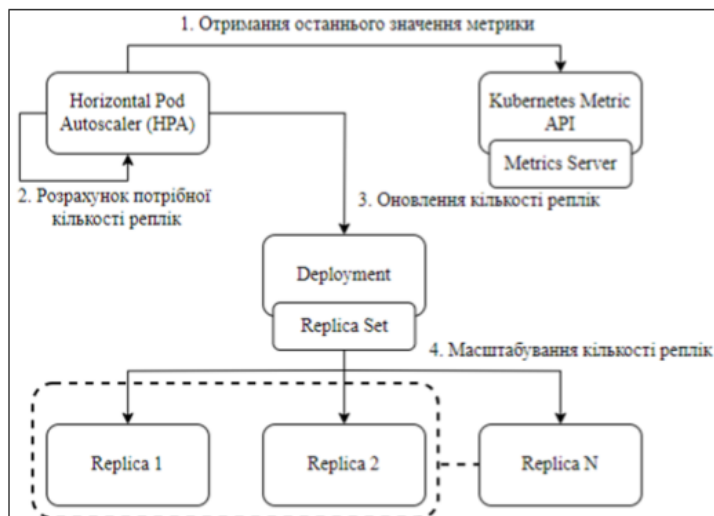 1. Отримання останнього значення метрики
Horizontal Pod
Autoscaler (HPA)
Kubernetes Metric
API
Metrics Server
2. Розрахунок потрібної
кількості реплік
3. Оновлення кількості реплік
Deployment
Replica Set
4. Масштабування кількості реплік
Replica 1
Replica 2
Replica N